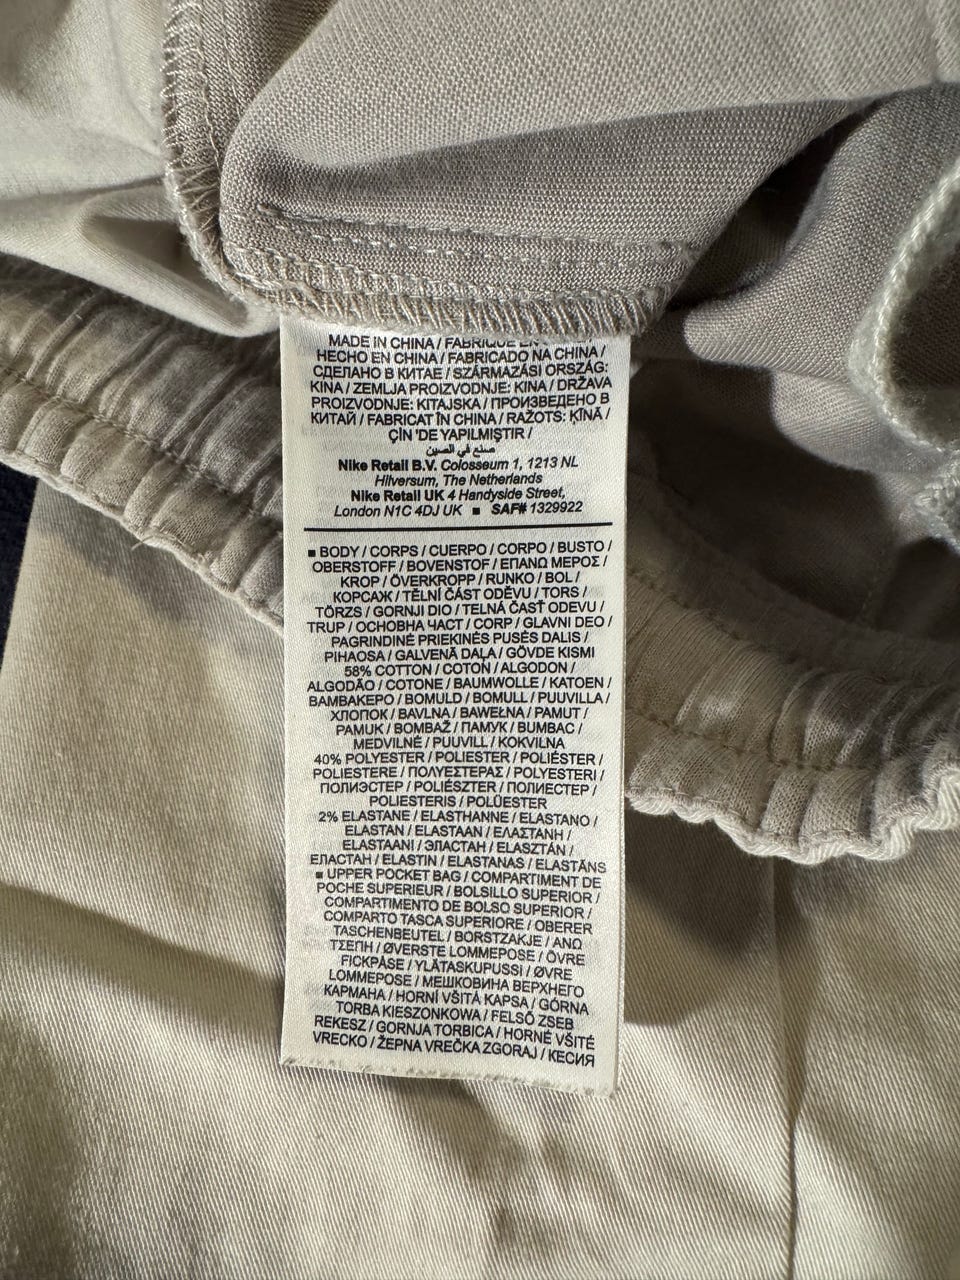 MADE IN CHINA / FABRIQUÉ EN
HECHO EN CHINA / FABRICADO NA CHINA /
СДЕЛАНО В КИТАЕ / SZÁRMAZÁSI ORSZÁG:
KÍNA / ZEMLJA PROIZVODNJE: KINA / DRŽAVA
PROIZVODNJE: KITAJSKA / ПРОИЗВЕДЕНО В
КИТАЙ / FABRICAT ÎN CHINA / RAŽOTS: ĶĪNĀ /
ÇİN 'DE YAPILMIŞTIR /
صنع في الصين
Nike Retail B.V. Colosseum 1, 1213 NL
Hilversum, The Netherlands
Nike Retail UK 4 Handyside Street,
London N1C 4DJ UK ■ SAF# 1329922
■ BODY / CORPS / CUERPO / CORPO / BUSTO /
OBERSTOFF / BOVENSTOF / ΕΠΑΝΩ ΜΕΡΟΣ /
KROP / ÖVERKROPP / RUNKO / BOL /
КОРСАЖ / TĚLNÍ ČÁST ODĚVU / TORS /
TÖRZS / GORNJI DIO / TELNÁ ČASŤ ODEVU /
TRUP / ОСНОВНА ЧАСТ / CORP / GLAVNI DEO /
PAGRINDINĖ PRIEKINĖS PUSĖS DALIS /
PIHAOSA / GALVENĀ DAĻA / GÖVDE KISMI
58% COTTON / COTON / ALGODON /
ALGODÃO / COTONE / BAUMWOLLE / KATOEN /
ΒΑΜΒΑΚΕΡΟ / BOMULD / BOMULL / PUUVILLA /
ХЛОПОК / BAVLNA / BAWEŁNA / PAMUT /
PAMUK / BOMBAŽ / ПАМУК / BUMBAC /
MEDVILNĖ / PUUVILL / KOKVILNA
40% POLYESTER / POLIESTER / POLIÉSTER /
POLIESTERE / ΠΟΛΥΕΣΤΕΡΑΣ / POLYESTERI /
ПОЛИЭСТЕР / POLIÉSZTER / ПОЛИЕСТЕР /
POLIESTERIS / POLÜESTER
2% ELASTANE / ELASTHANNE / ELASTANO /
ELASTAN / ELASTAAN / ΕΛΑΣΤΑΝΗ /
ELASTAANI / ЭЛАСТАН / ELASZTÁN /
ЕЛАСТАН / ELASTIN / ELASTANAS / ELASTĀNS
■ UPPER POCKET BAG / COMPARTIMENT DE
POCHE SUPERIEUR / BOLSILLO SUPERIOR /
COMPARTIMENTO DE BOLSO SUPERIOR /
COMPARTO TASCA SUPERIORE / OBERER
TASCHENBEUTEL / BORSTZAKJE / ΑΝΩ
ΤΣΕΠΗ / ØVERSTE LOMMEPOSE / ÖVRE
FICKPÅSE / YLÄTASKUPUSSI / ØVRE
LOMMEPOSE / МЕШКОВИНА ВЕРХНЕГО
КАРМАНА / HORNÍ VŠITÁ KAPSA / GÓRNA
TORBA KIESZONKOWA / FELSŐ ZSEB
REKESZ / GORNJA TORBICA / HORNÉ VŠITÉ
VRECKO / ŽEPNA VREČKA ZGORAJ / КЕСИЯ